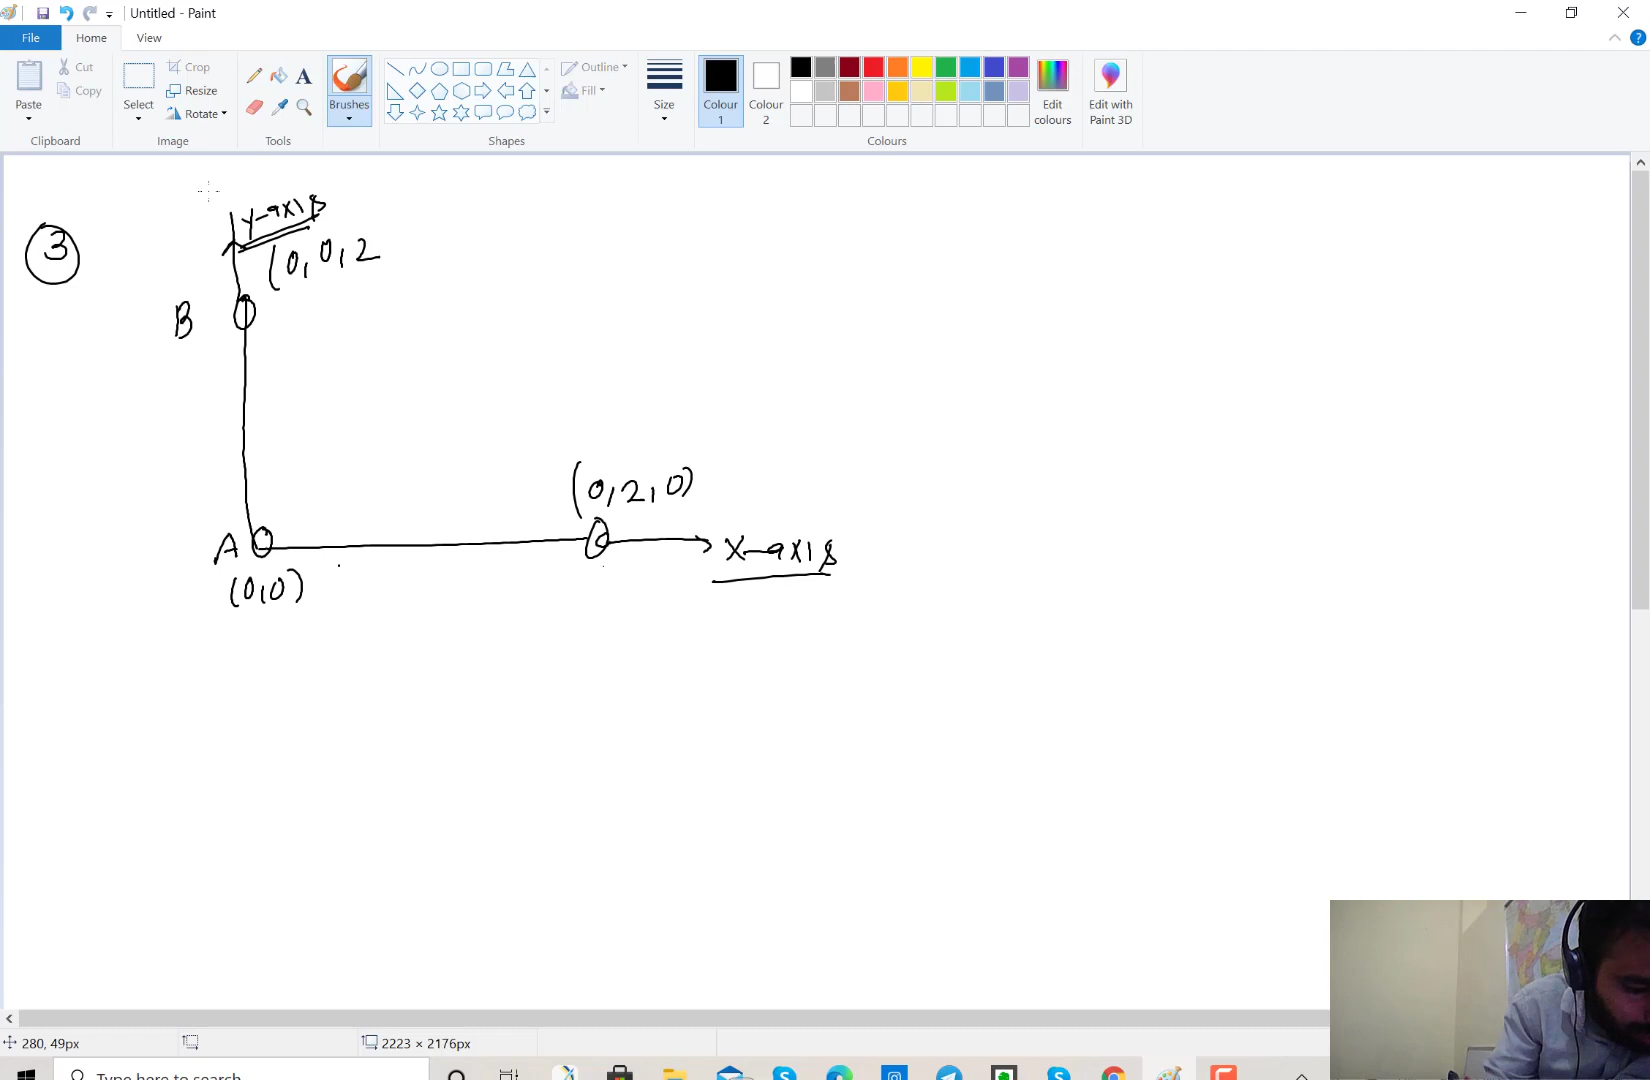 Untitled - Paint
File Home View
Paste
Cut
Copy
Clipboard
Select
Crop
Resize
Rotate
Image
Tools
Brushes
Outline
Fill
Shapes
Size
Colour 1
Colour 2
Edit colours
Edit with Paint 3D
Colours
3
y-axis
(0,0,2
B
(0,2,0)
A
x-axis
(0,0)
280, 49px
2223 × 2176px
Type here to search